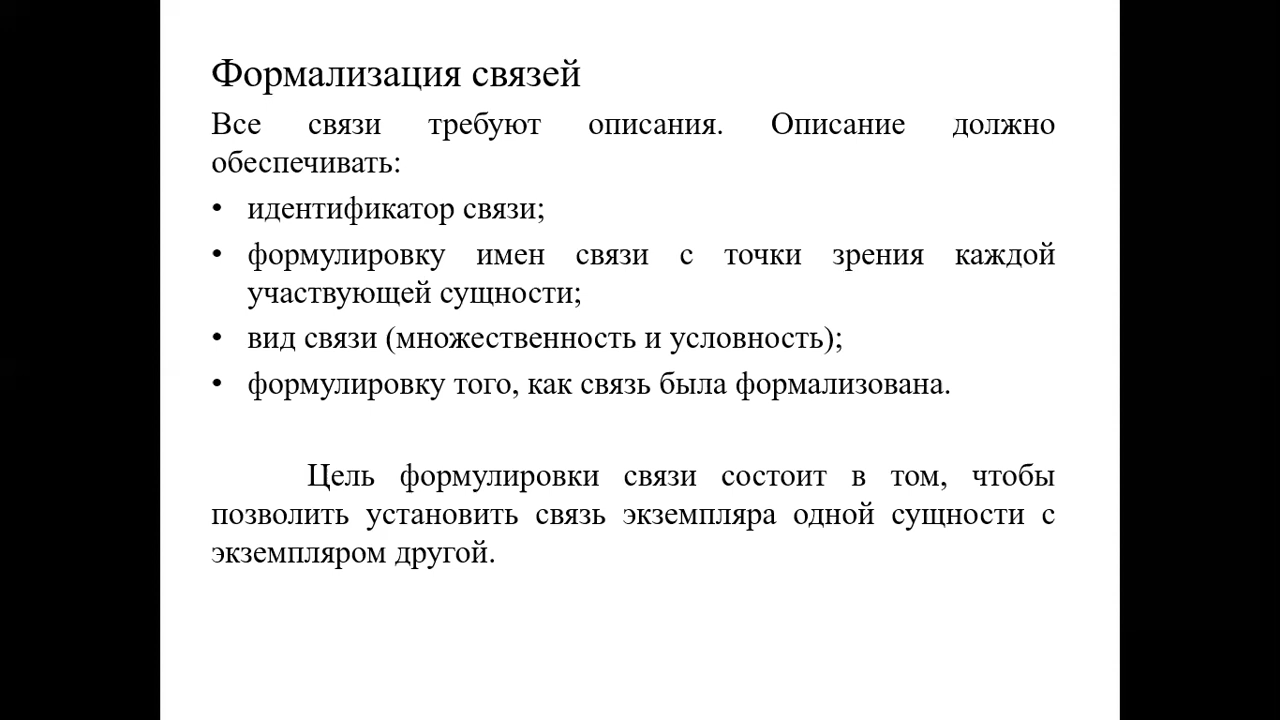 Формализация связей
Все связи требуют описания. Описание должно
обеспечивать:
• идентификатор связи;
• формулировку имен связи с точки зрения каждой
участвующей сущности;
• вид связи (множественность и условность);
• формулировку того, как связь была формализована.
Цель формулировки связи состоит в том, чтобы
позволить установить связь экземпляра одной сущности с
экземпляром другой.